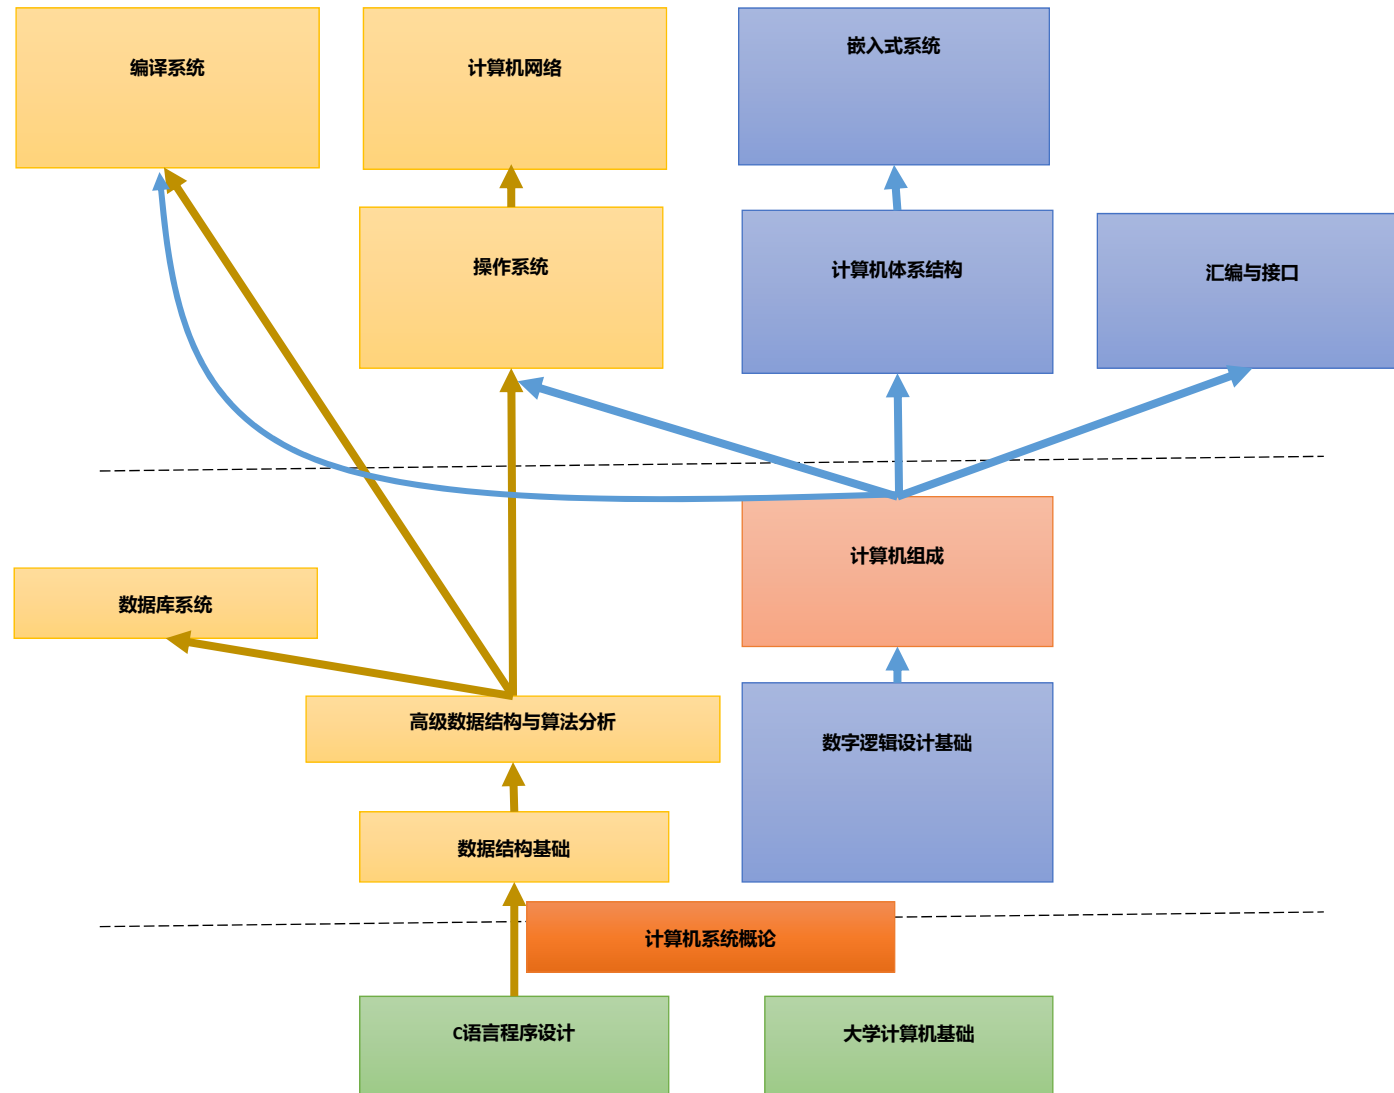 编译系统
计算机网络
嵌入式系统
操作系统
计算机体系结构
汇编与接口
计算机组成
数据库系统
高级数据结构与算法分析
数字逻辑设计基础
数据结构基础
计算机系统概论
C语言程序设计
大学计算机基础